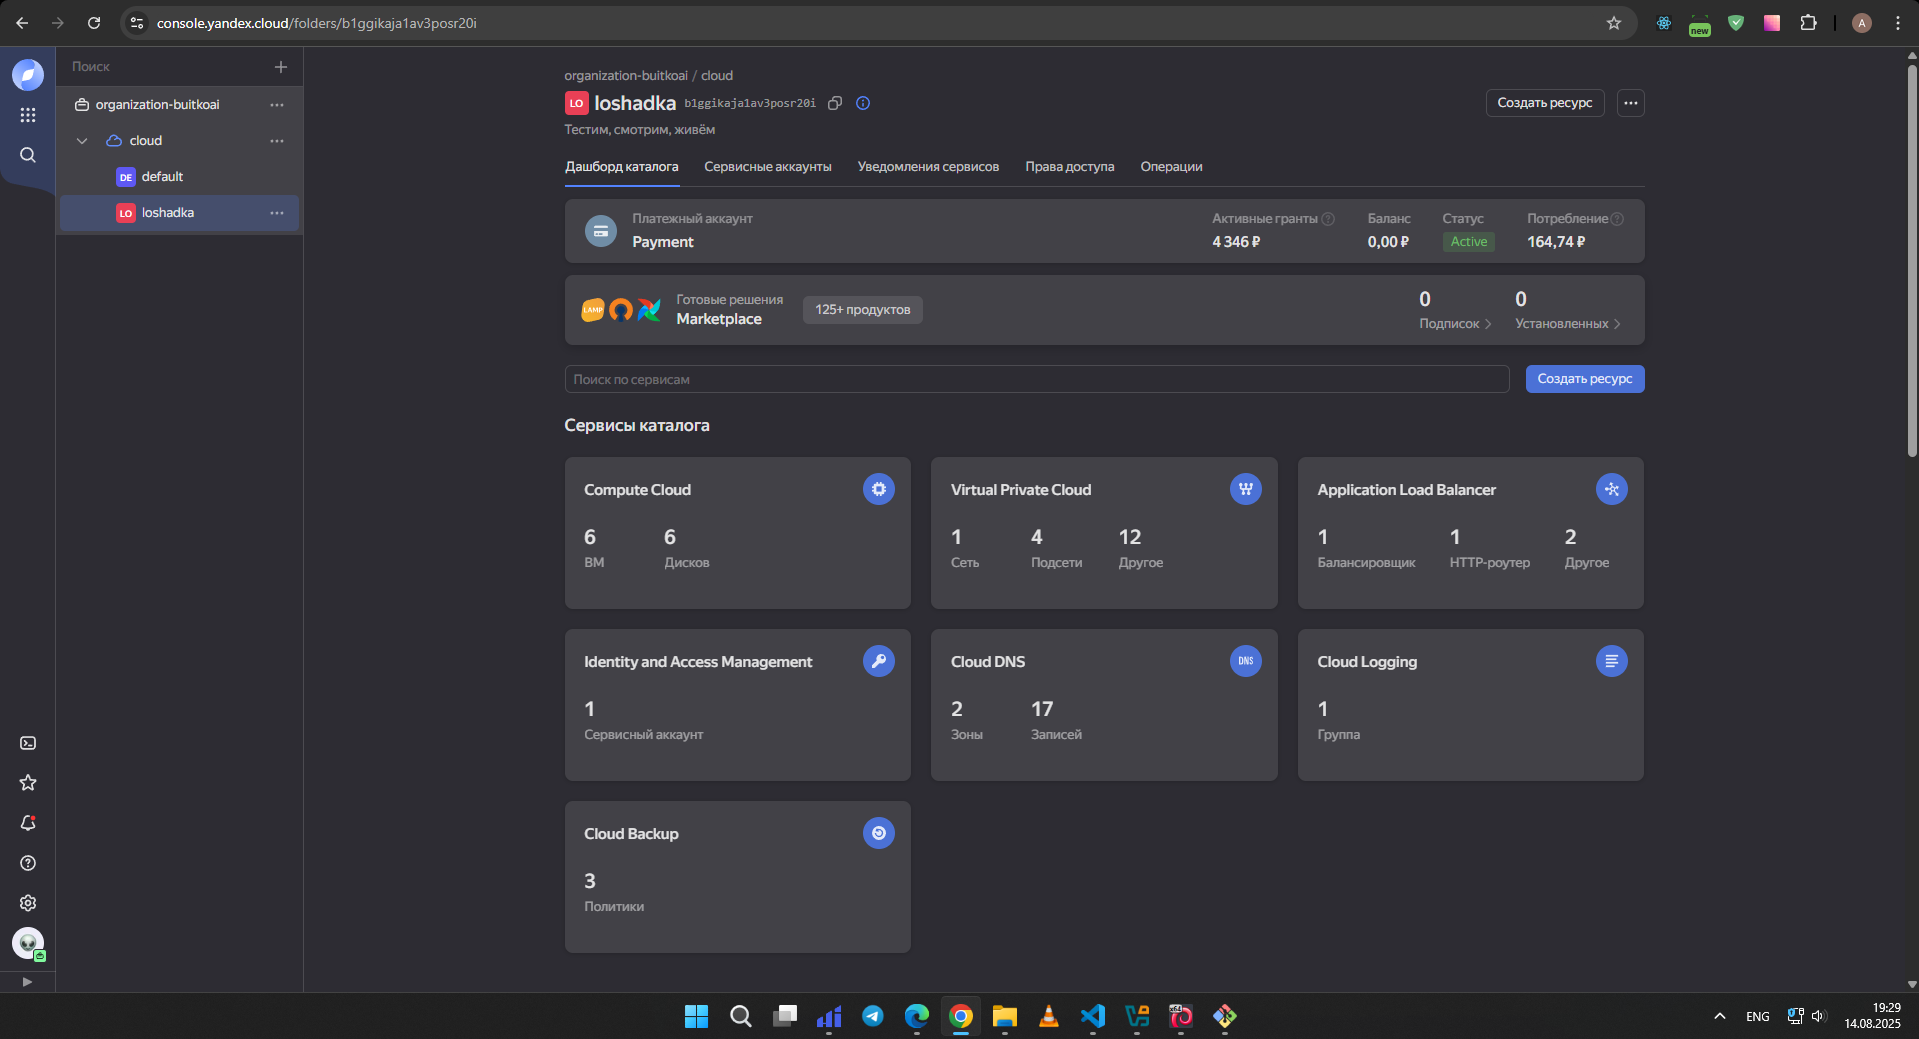 console.yandex.cloud/folders/b1ggikaja1av3posr20i
new
A
Поиск
organization-buitkoai
cloud
DE default
LO loshadka
organization-buitkoai / cloud
LO loshadka b1ggikaja1av3posr20i
Создать ресурс
Тестим, смотрим, живём
Дашборд каталога Сервисные аккаунты Уведомления сервисов Права доступа Операции
Платежный аккаунт
Payment
Активные гранты
4 346 ₽
Баланс
0,00 ₽
Статус
Active
Потребление
164,74 ₽
LAMP
Готовые решения
Marketplace
125+ продуктов
0
Подписок
0
Установленных
Поиск по сервисам
Создать ресурс
Сервисы каталога
Compute Cloud
6
ВМ
6
Дисков
Virtual Private Cloud
1
Сеть
4
Подсети
12
Другое
Application Load Balancer
1
Балансировщик
1
HTTP-роутер
2
Другое
Identity and Access Management
1
Сервисный аккаунт
Cloud DNS
DNS
2
Зоны
17
Записей
Cloud Logging
1
Группа
Cloud Backup
3
Политики
ENG
19:29
14.08.2025